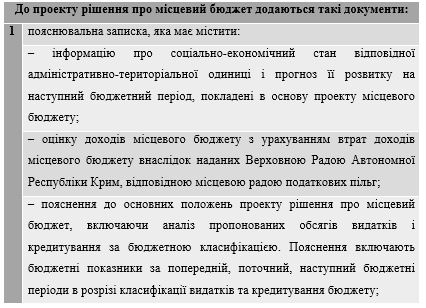 До проекту рішення про місцевий бюджет додаються такі документи:
1 пояснювальна записка, яка має містити:
– інформацію про соціально-економічний стан відповідної
адміністративно-територіальної одиниці і прогноз її розвитку на
наступний бюджетний період, покладені в основу проекту місцевого
бюджету;
– оцінку доходів місцевого бюджету з урахуванням втрат доходів
місцевого бюджету внаслідок наданих Верховною Радою Автономної
Республіки Крим, відповідною місцевою радою податкових пільг;
– пояснення до основних положень проекту рішення про місцевий
бюджет, включаючи аналіз пропонованих обсягів видатків і
кредитування за бюджетною класифікацією. Пояснення включають
бюджетні показники за попередній, поточний, наступний бюджетні
періоди в розрізі класифікації видатків та кредитування бюджету;